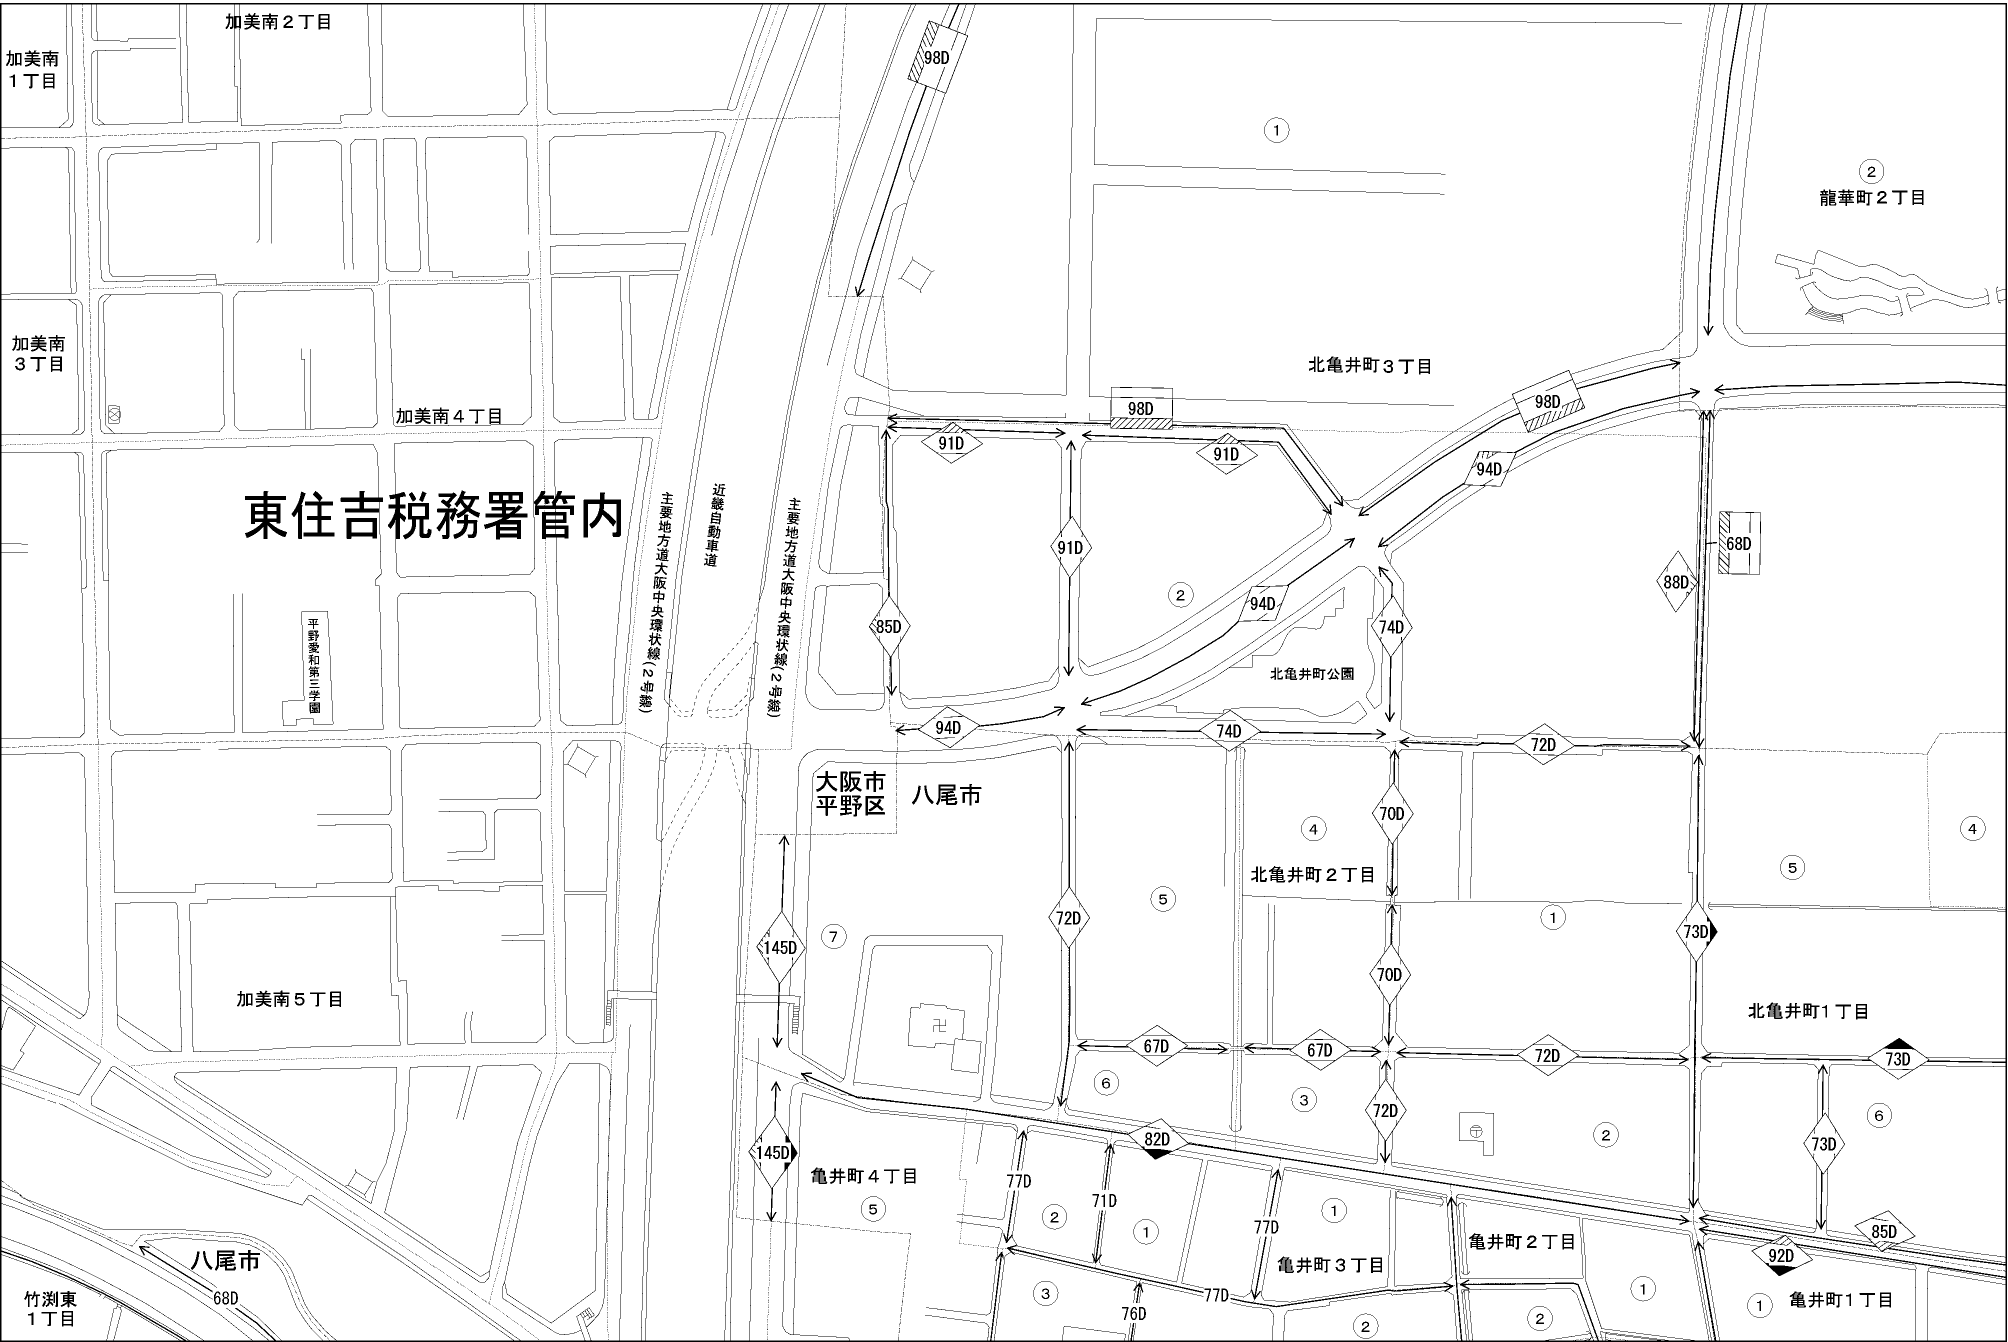 加美南２丁目
加美南
１丁目
98D
①
②
龍華町２丁目
加美南
３丁目
北亀井町３丁目
加美南４丁目
98D
98D
91D
91D
94D
東住吉税務署管内
主要地方道大阪中央環状線(２号線)
近畿自動車道
主要地方道大阪中央環状線(２号線)
91D
68D
88D
②
94D
85D
74D
平野愛和第三学園
北亀井町公園
94D
74D
72D
大阪市
平野区
八尾市
70D
④
④
⑤
北亀井町２丁目
⑤
72D
①
73D
⑦
145D
70D
加美南５丁目
北亀井町１丁目
67D
67D
72D
73D
⑥
③
72D
⑥
82D
②
73D
145D
亀井町４丁目
77D
71D
⑤
②
①
77D
①
85D
亀井町２丁目
92D
八尾市
亀井町３丁目
68D
竹渕東
１丁目
③
77D
76D
①
①
亀井町１丁目
②
②